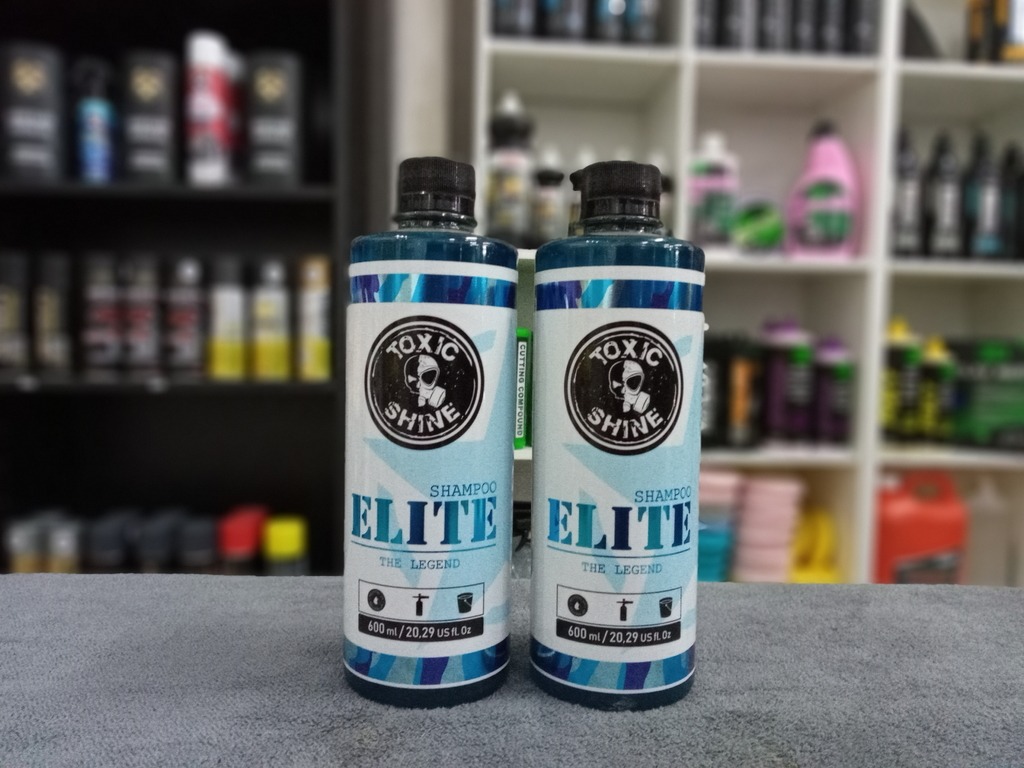 TOXIC
SHINE
SHAMPOO
ELITE
THE LEGEND
600 ml / 20,29 US fl. Oz
CUTTING COMPOUND
TOXIC
SHINE
SHAMPOO
ELITE
THE LEGEND
600 ml / 20,29 US fl. Oz